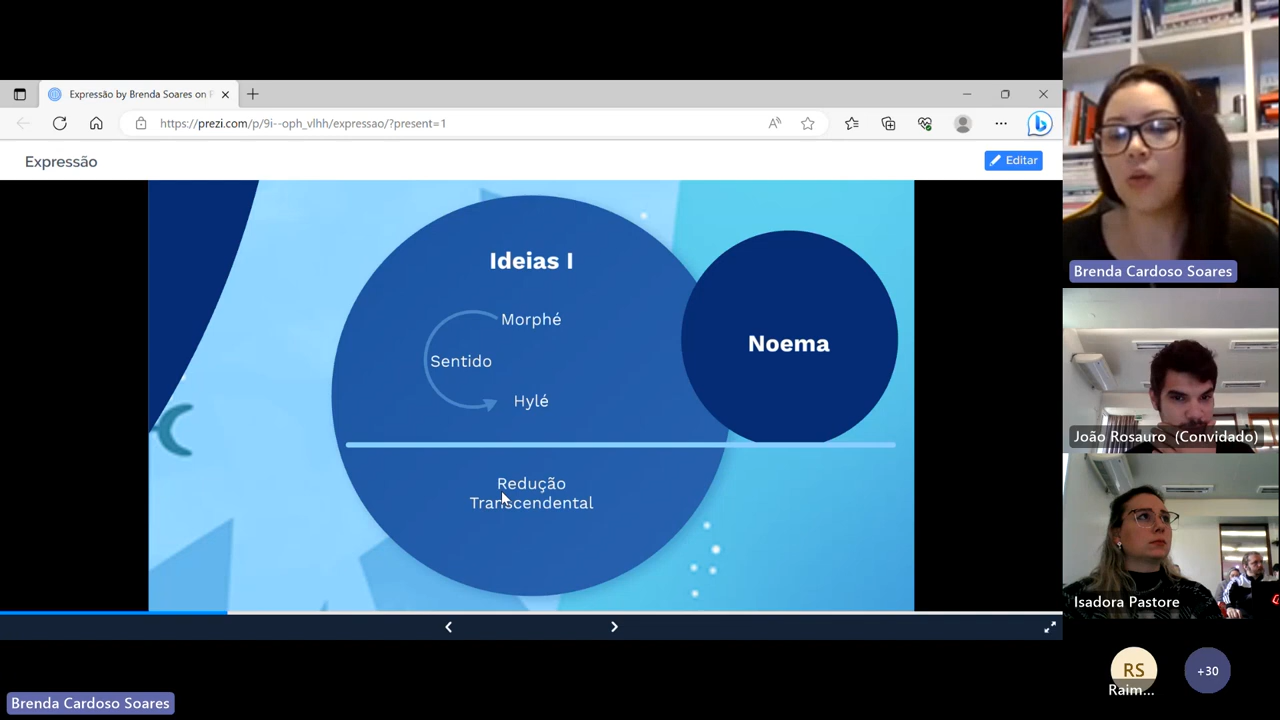 Expressão by Brenda Soares on P
https://prezi.com/p/9i--oph_vlhh/expressao/?present=1
Expressão
Editar
Ideias I
Morphé
Sentido
Hylé
Noema
Redução
Transcendental
Brenda Cardoso Soares
João Rosauro (Convidado)
Isadora Pastore
RS
Raim...
+30
Brenda Cardoso Soares